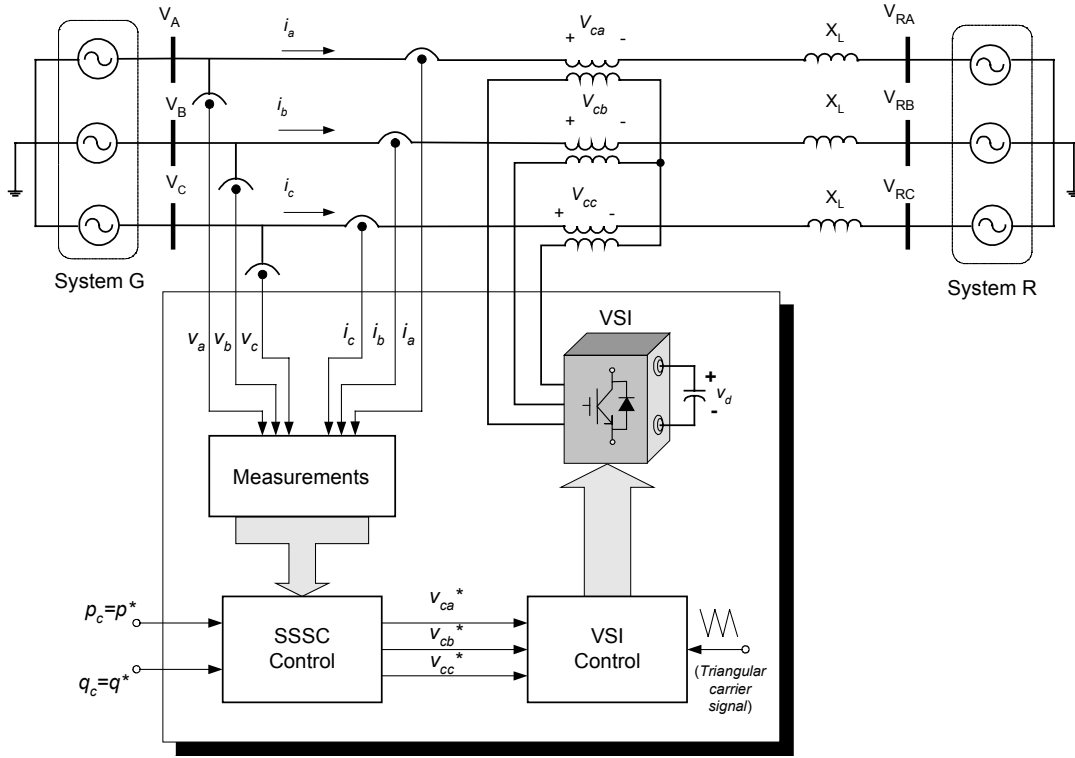 V_A
i_a
V_ca
+ -
X_L
V_RA
V_B
i_b
V_cb
+ -
X_L
V_RB
V_C
i_c
V_cc
+ -
X_L
V_RC
System G
System R
v_a v_b v_c
i_c i_b i_a
VSI
+
v_d
-
Measurements
p_c=p*
q_c=q*
SSSC
Control
v_ca*
v_cb*
v_cc*
VSI
Control
(Triangular
carrier
signal)